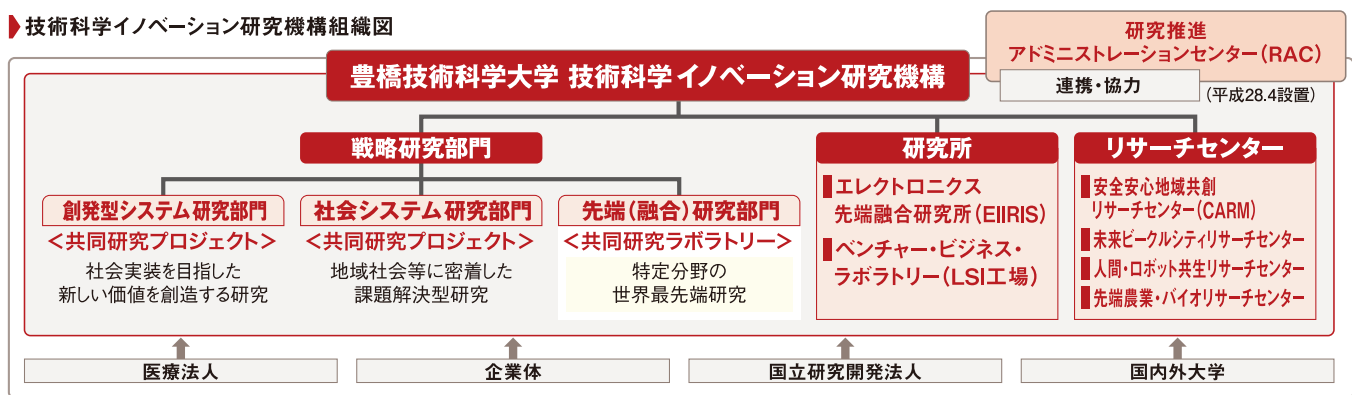 技術科学イノベーション研究機構組織図
研究推進
アドミニストレーションセンター(RAC)
連携・協力
(平成28.4設置)
豊橋技術科学大学 技術科学イノベーション研究機構
戦略研究部門
創発型システム研究部門
<共同研究プロジェクト>
社会実装を目指した
新しい価値を創造する研究
社会システム研究部門
<共同研究プロジェクト>
地域社会等に密着した
課題解決型研究
先端(融合)研究部門
<共同研究ラボラトリー>
特定分野の
世界最先端研究
研究所
エレクトロニクス
先端融合研究所(EIIRIS)
ベンチャー・ビジネス・
ラボラトリー(LSI工場)
リサーチセンター
安全安心地域共創
リサーチセンター(CARM)
未来ビークルシティリサーチセンター
人間・ロボット共生リサーチセンター
先端農業・バイオリサーチセンター
医療法人
企業体
国立研究開発法人
国内外大学